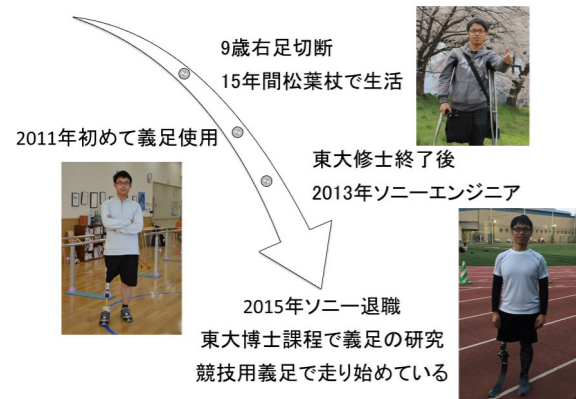 9歳右足切断
15年間松葉杖で生活
2011年初めて義足使用
東大修士終了後
2013年ソニーエンジニア
2015年ソニー退職
東大博士課程で義足の研究
競技用義足で走り始めている